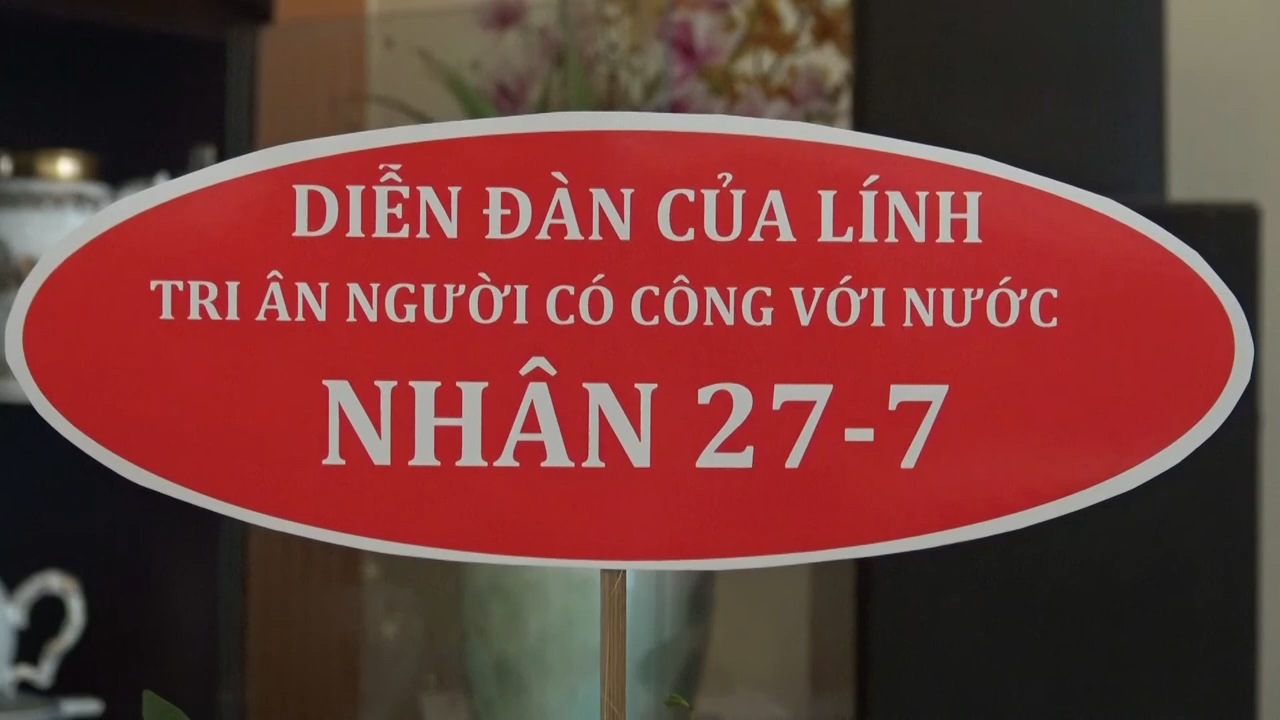 DIỄN ĐÀN CỦA LÍNH
TRI ÂN NGƯỜI CÓ CÔNG VỚI NƯỚC
NHÂN 27-7